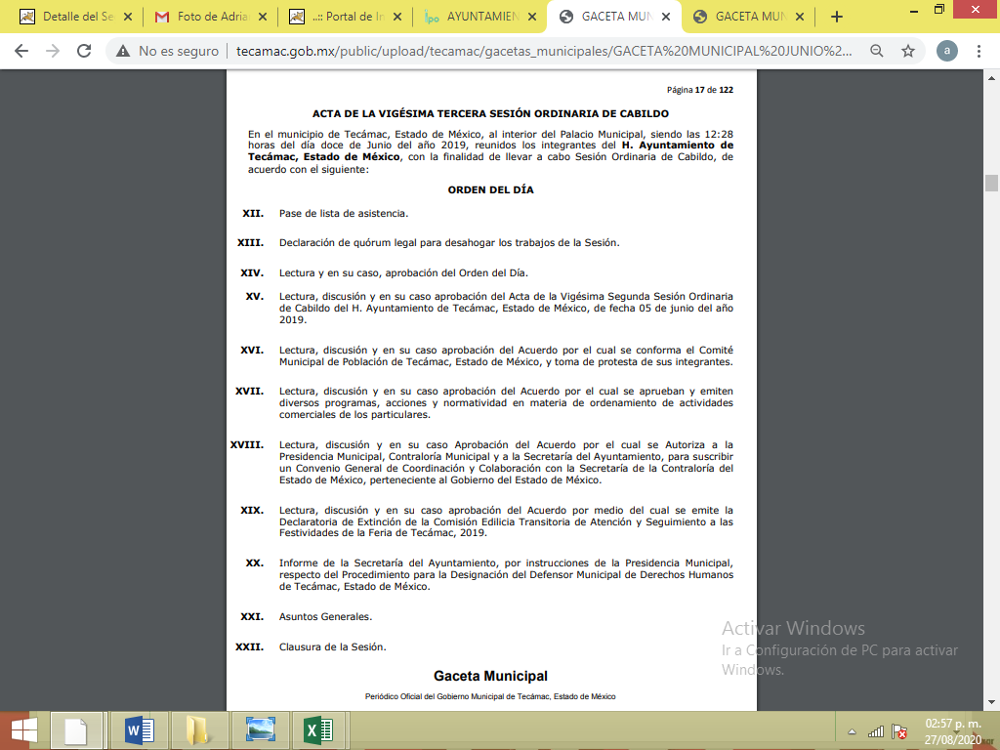 Detalle del Se
Foto de Adria
..:: Portal de In
AYUNTAMIEN
GACETA MUN
GACETA MUN
No es seguro
tecamac.gob.mx/public/upload/tecamac/gacetas_municipales/GACETA%20MUNICIPAL%20JUNIO%2...
a
Página 17 de 122
ACTA DE LA VIGÉSIMA TERCERA SESIÓN ORDINARIA DE CABILDO
En el municipio de Tecámac, Estado de México, al interior del Palacio Municipal, siendo las 12:28
horas del día doce de Junio del año 2019, reunidos los integrantes del H. Ayuntamiento de
Tecámac, Estado de México, con la finalidad de llevar a cabo Sesión Ordinaria de Cabildo, de
acuerdo con el siguiente:
ORDEN DEL DÍA
XII. Pase de lista de asistencia.
XIII. Declaración de quórum legal para desahogar los trabajos de la Sesión.
XIV. Lectura y en su caso, aprobación del Orden del Día.
XV. Lectura, discusión y en su caso aprobación del Acta de la Vigésima Segunda Sesión Ordinaria
de Cabildo del H. Ayuntamiento de Tecámac, Estado de México, de fecha 05 de junio del año
2019.
XVI. Lectura, discusión y en su caso aprobación del Acuerdo por el cual se conforma el Comité
Municipal de Población de Tecámac, Estado de México, y toma de protesta de sus integrantes.
XVII. Lectura, discusión y en su caso aprobación del Acuerdo por el cual se aprueban y emiten
diversos programas, acciones y normatividad en materia de ordenamiento de actividades
comerciales de los particulares.
XVIII. Lectura, discusión y en su caso Aprobación del Acuerdo por el cual se Autoriza a la
Presidencia Municipal, Contraloría Municipal y a la Secretaría del Ayuntamiento, para suscribir
un Convenio General de Coordinación y Colaboración con la Secretaría de la Contraloría del
Estado de México, perteneciente al Gobierno del Estado de México.
XIX. Lectura, discusión y en su caso aprobación del Acuerdo por medio del cual se emite la
Declaratoria de Extinción de la Comisión Edilicia Transitoria de Atención y Seguimiento a las
Festividades de la Feria de Tecámac, 2019.
XX. Informe de la Secretaría del Ayuntamiento, por instrucciones de la Presidencia Municipal,
respecto del Procedimiento para la Designación del Defensor Municipal de Derechos Humanos
de Tecámac, Estado de México.
XXI. Asuntos Generales.
XXII. Clausura de la Sesión.
Gaceta Municipal
Periódico Oficial del Gobierno Municipal de Tecámac, Estado de México
Activar Windows
Ir a Configuración de PC para activar
Windows.
02:57 p. m.
27/08/2020